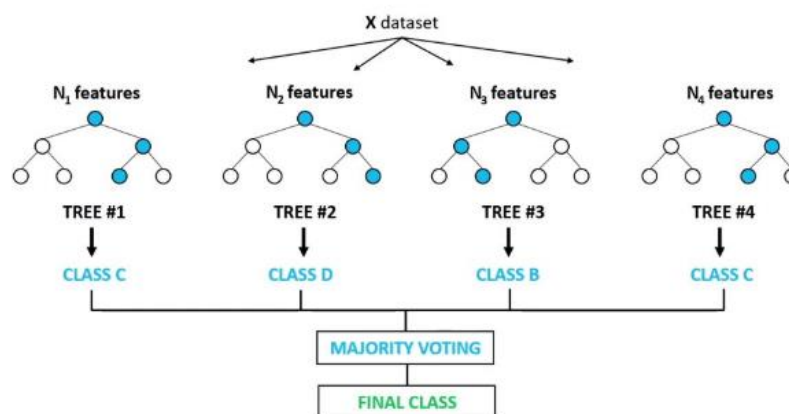 X dataset
N₁ features
N₂ features
N₃ features
N₄ features
TREE #1
TREE #2
TREE #3
TREE #4
CLASS C
CLASS D
CLASS B
CLASS C
MAJORITY VOTING
FINAL CLASS